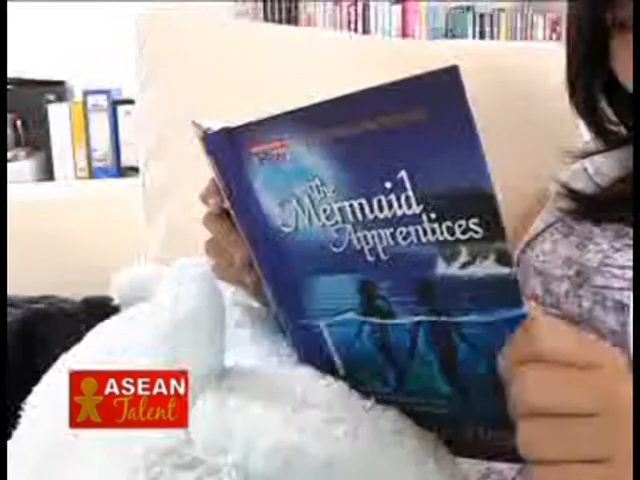 the
Mermaid
Apprentices
ASEAN
Talent